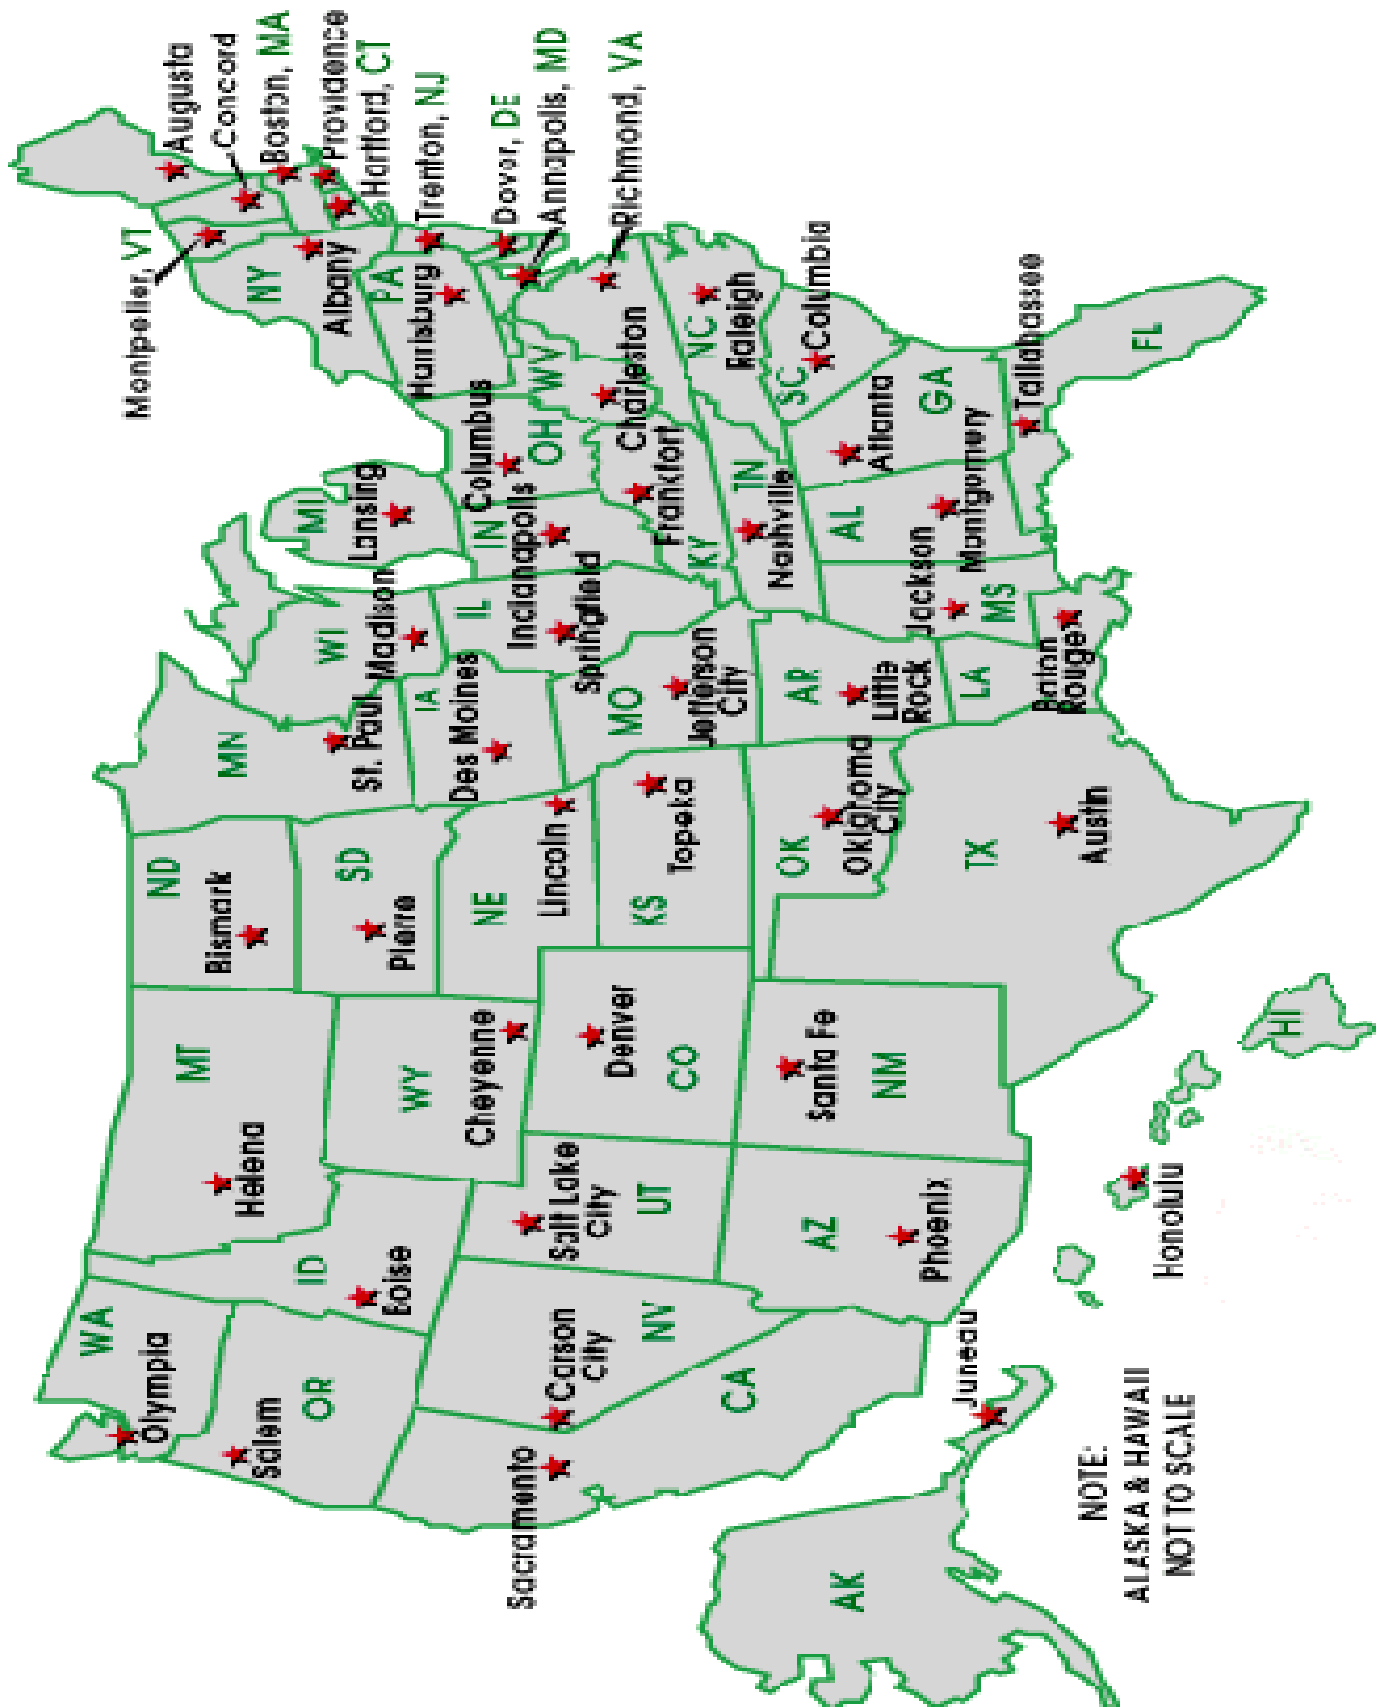 WA
Olympia
OR
Salem
CA
Sacramento
NV
Carson
City
ID
Boise
MT
Helena
WY
Cheyenne
UT
Salt Lake
City
CO
Denver
AZ
Phoenix
NM
Santa Fe
ND
Bismark
SD
Pierre
NE
Lincoln
KS
Topeka
OK
Oklahoma
City
TX
Austin
MN
St. Paul
IA
Des Moines
MO
Jefferson
City
AR
Little
Rock
LA
Baton
Rouge
WI
Madison
IL
Springfield
MI
Lansing
IN
Indianapolis
OH
Columbus
KY
Frankfort
TN
Nashville
MS
Jackson
AL
Montgomery
GA
Atlanta
FL
Tallahassee
SC
Columbia
NC
Raleigh
WV
Charleston
Richmond, VA
Annapolis, MD
Dover, DE
Trenton, NJ
PA
Harrisburg
NY
Albany
Hartford, CT
Providence
Boston, MA
Concord
Augusta
Montpelier, VT
AK
Juneau
HI
Honolulu
NOTE:
ALASKA & HAWAII
NOT TO SCALE